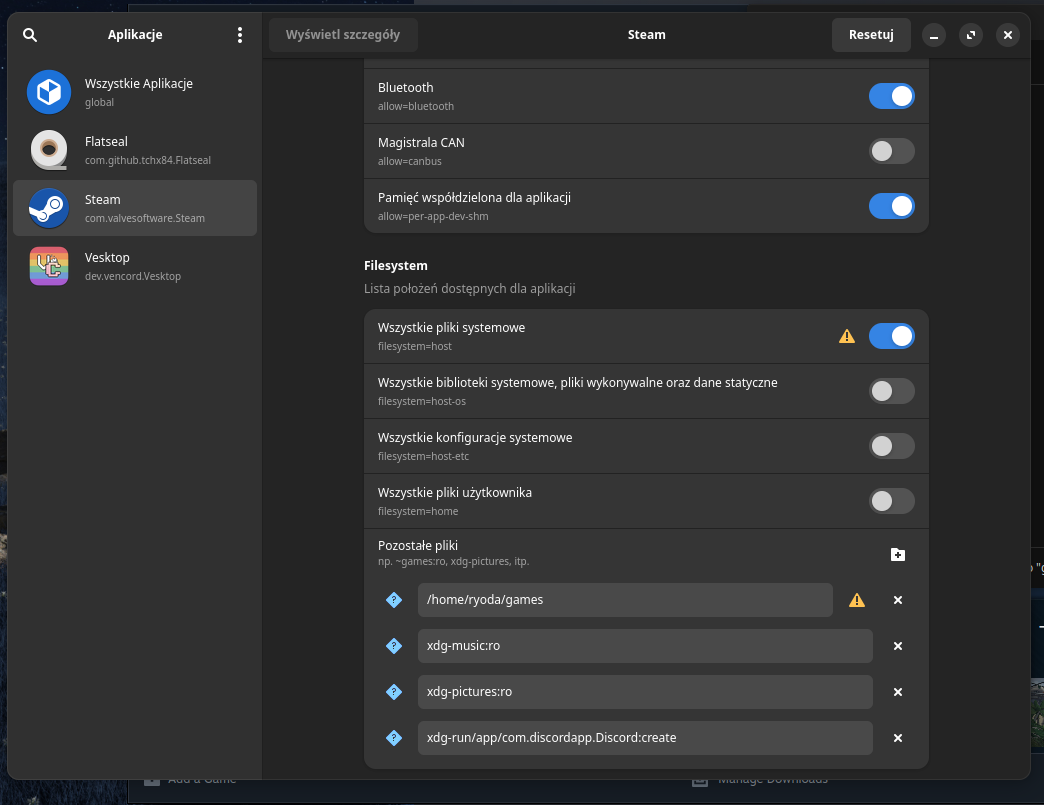 Aplikacje
Wyświetl szczegóły
Steam
Resetuj
Wszystkie Aplikacje
global
Flatseal
com.github.tchx84.Flatseal
Steam
com.valvesoftware.Steam
Vesktop
dev.vencord.Vesktop
Bluetooth
allow=bluetooth
Magistrala CAN
allow=canbus
Pamięć współdzielona dla aplikacji
allow=per-app-dev-shm
Filesystem
Lista położeń dostępnych dla aplikacji
Wszystkie pliki systemowe
filesystem=host
Wszystkie biblioteki systemowe, pliki wykonywalne oraz dane statyczne
filesystem=host-os
Wszystkie konfiguracje systemowe
filesystem=host-etc
Wszystkie pliki użytkownika
filesystem=home
Pozostałe pliki
np. ~games:ro, xdg-pictures, itp.
/home/ryoda/games
xdg-music:ro
xdg-pictures:ro
xdg-run/app/com.discordapp.Discord:create
Add a Game
Manage Downloads